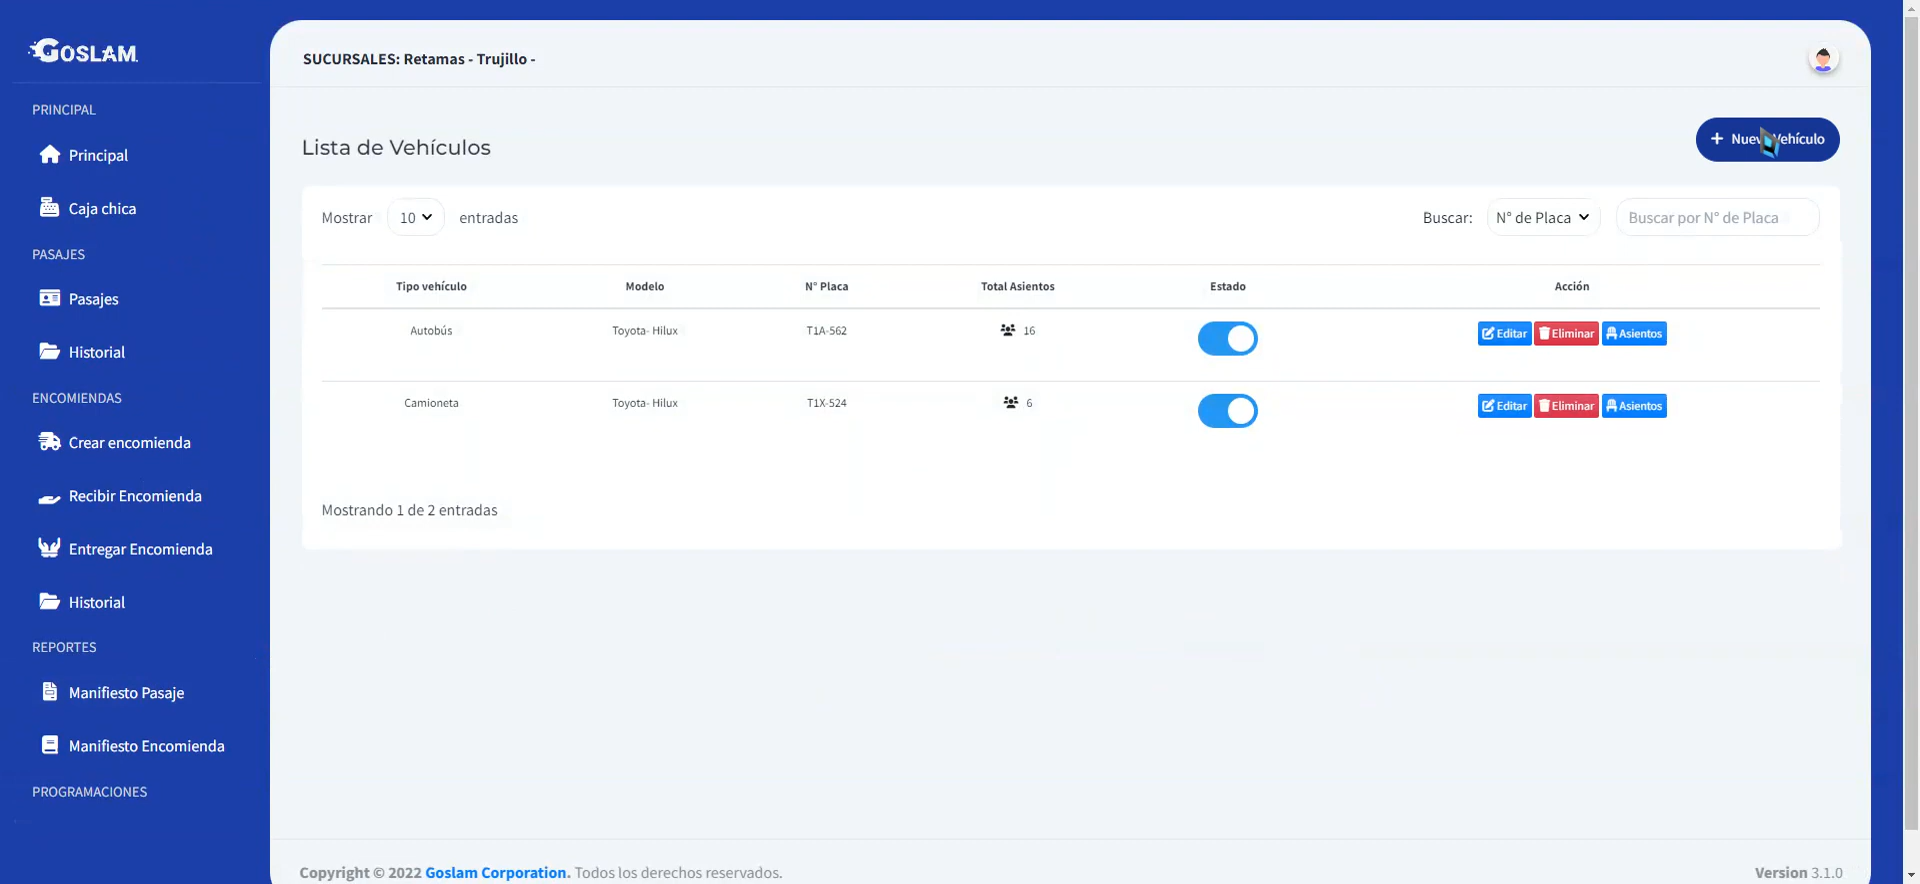 GOSLAM.
PRINCIPAL
Principal
Caja chica
PASAJES
Pasajes
Historial
ENCOMIENDAS
Crear encomienda
Recibir Encomienda
Entregar Encomienda
Historial
REPORTES
Manifiesto Pasaje
Manifiesto Encomienda
PROGRAMACIONES
SUCURSALES: Retamas - Trujillo -
Lista de Vehículos
+
Mostrar 10 entradas
Buscar: N° de Placa Buscar por N° de Placa
Tipo vehículo Modelo N° Placa Total Asientos Estado Acción
Autobús Toyota- Hilux T1A-562 16 Editar Eliminar Asientos
Camioneta Toyota- Hilux T1X-524 6 Editar Eliminar Asientos
Mostrando 1 de 2 entradas
Copyright © 2022 Goslam Corporation. Todos los derechos reservados.
Version 3.1.0